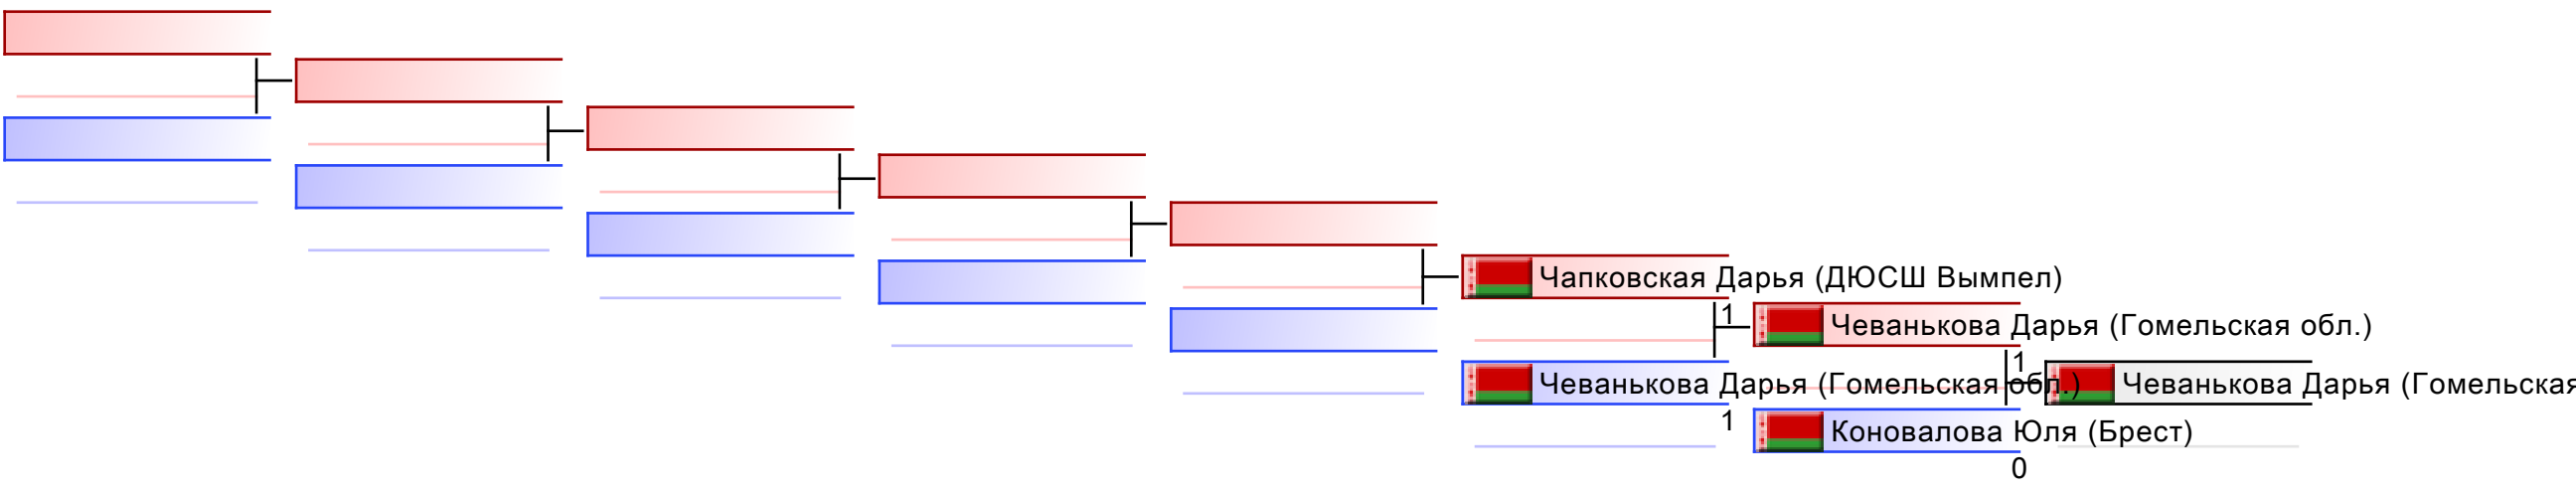 Чапковская Дарья (ДЮСШ Вымпел)
1
Чеванькова Дарья (Гомельская обл.)
1
Чеванькова Дарья (Гомельская обл.)
Чеванькова Дарья (Гомельская
1
Коновалова Юля (Брест)
0